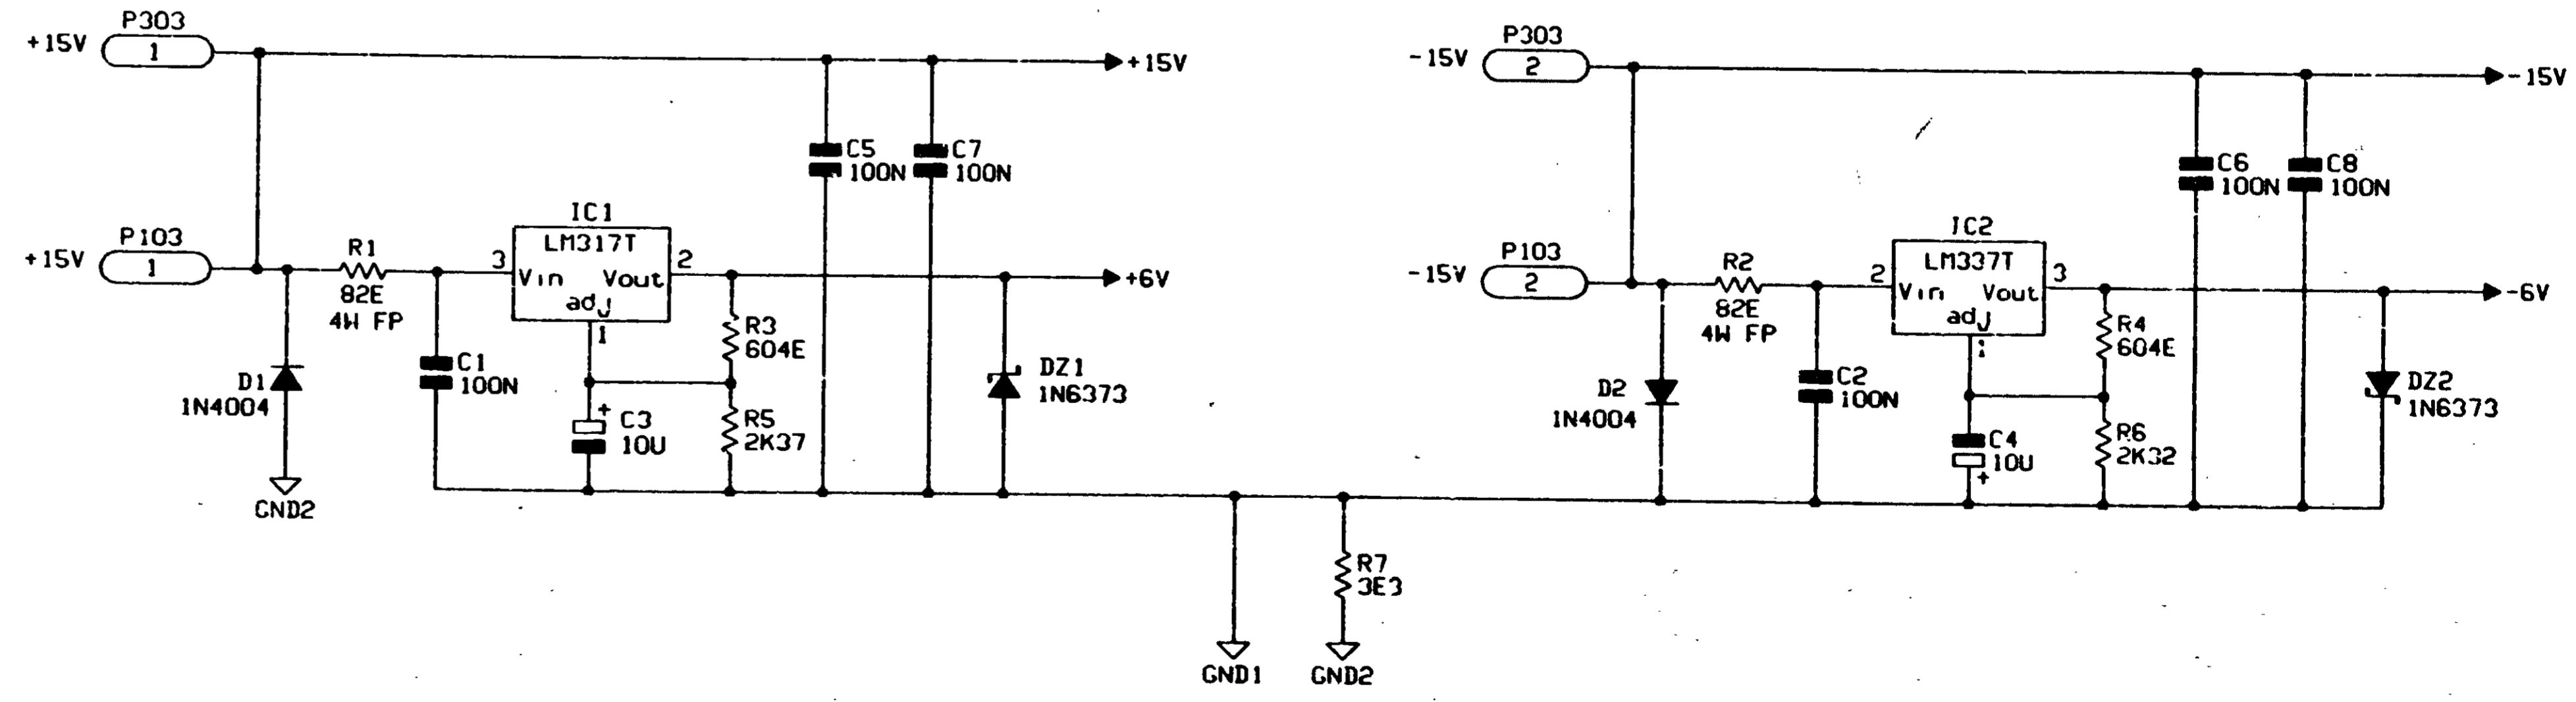 P303
+15V
1
+15V
P103
+15V
1
R1
82E
4W FP
D1
1N4004
GND2
C1
100N
IC1
LM317T
3
Vin
Vout
2
adj
1
+
C3
10U
R3
604E
R5
2K37
C5
100N
C7
100N
+6V
DZ1
1N6373
GND1
R7
3E3
GND2
P303
-15V
2
-15V
P103
-15V
2
R2
82E
4W FP
D2
1N4004
C2
100N
IC2
LM337T
2
Vin
Vout
3
adj
1
C4
10U
+
R4
604E
R6
2K32
C6
100N
C8
100N
-6V
DZ2
1N6373